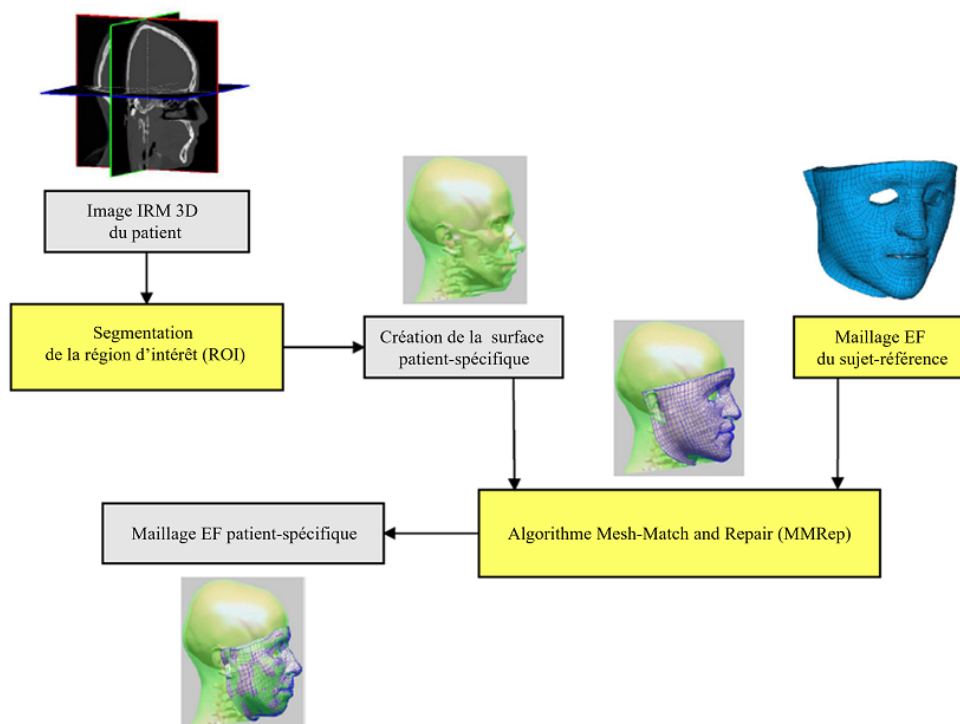 Image IRM 3D
du patient
Segmentation
de la région d'intérêt (ROI)
Création de la surface
patient-spécifique
Maillage EF
du sujet-référence
Algorithme Mesh-Match and Repair (MMRep)
Maillage EF patient-spécifique